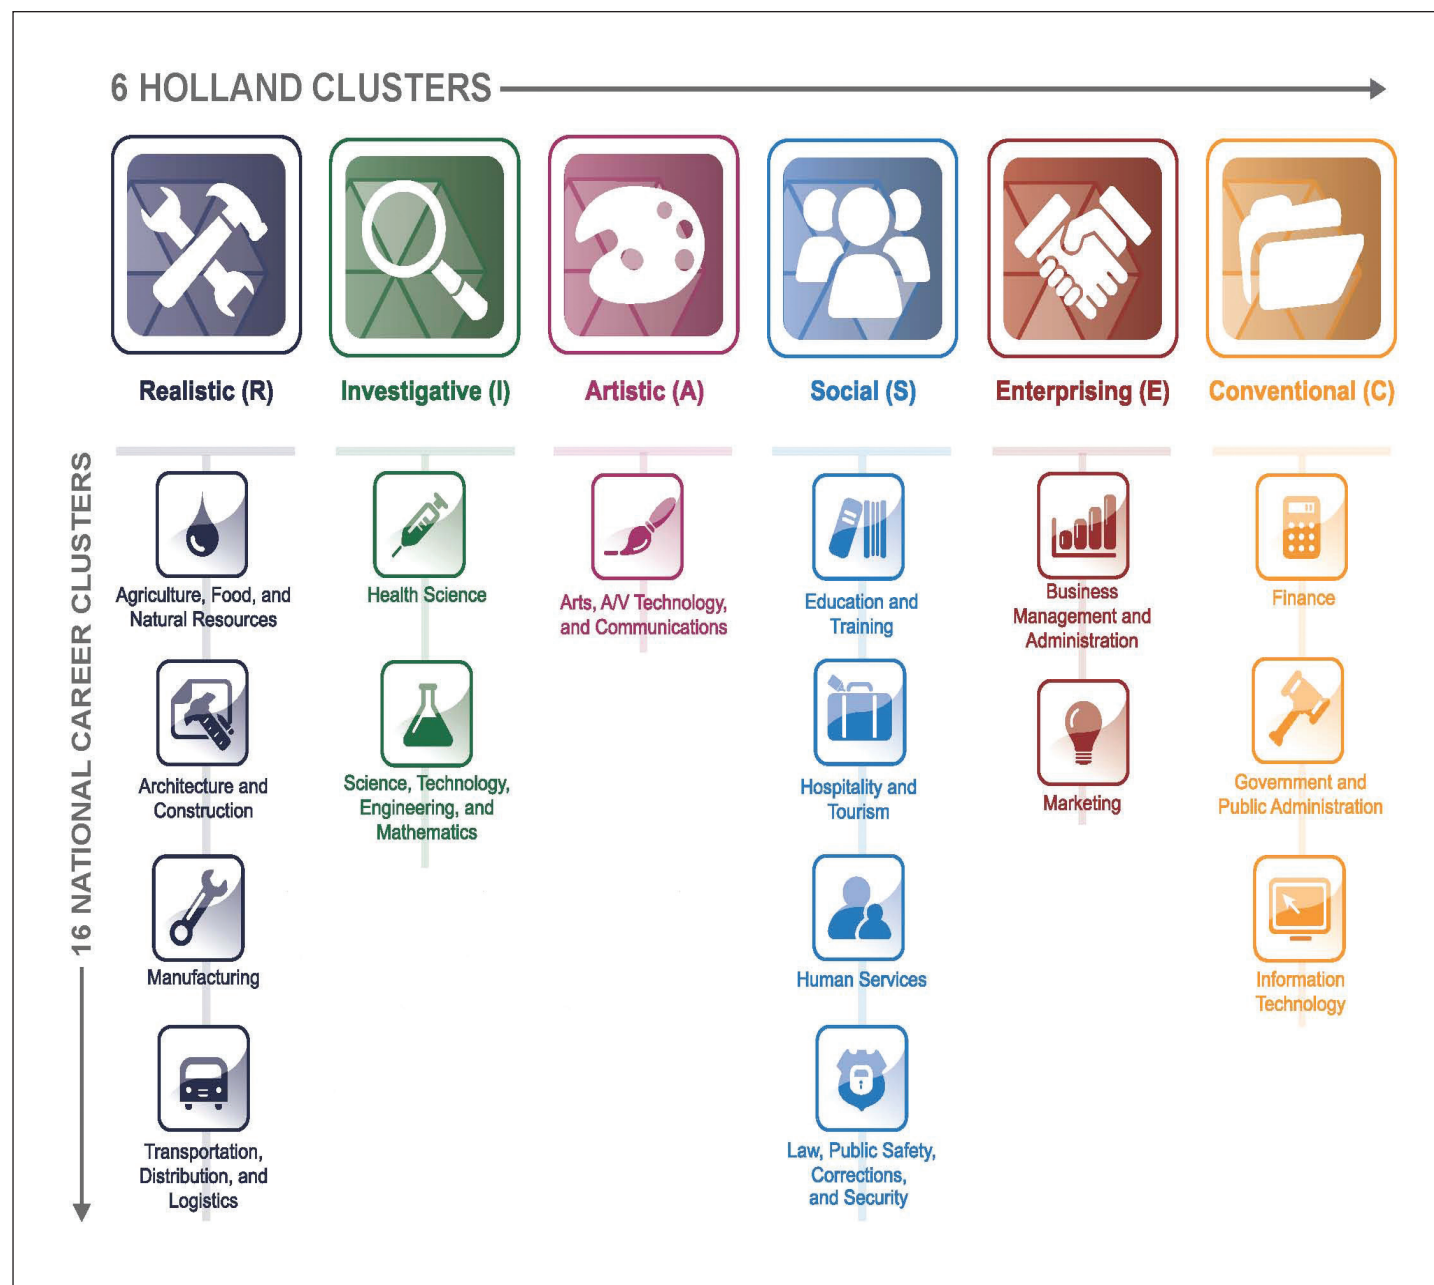 6 HOLLAND CLUSTERS
Realistic (R)
Investigative (I)
Artistic (A)
Social (S)
Enterprising (E)
Conventional (C)
16 NATIONAL CAREER CLUSTERS
Agriculture, Food, and
Natural Resources
Architecture and
Construction
Manufacturing
Transportation,
Distribution, and
Logistics
Health Science
Science, Technology,
Engineering, and
Mathematics
Arts, A/V Technology,
and Communications
Education and
Training
Hospitality and
Tourism
Human Services
Law, Public Safety,
Corrections,
and Security
Business
Management and
Administration
Marketing
Finance
Government and
Public Administration
Information
Technology